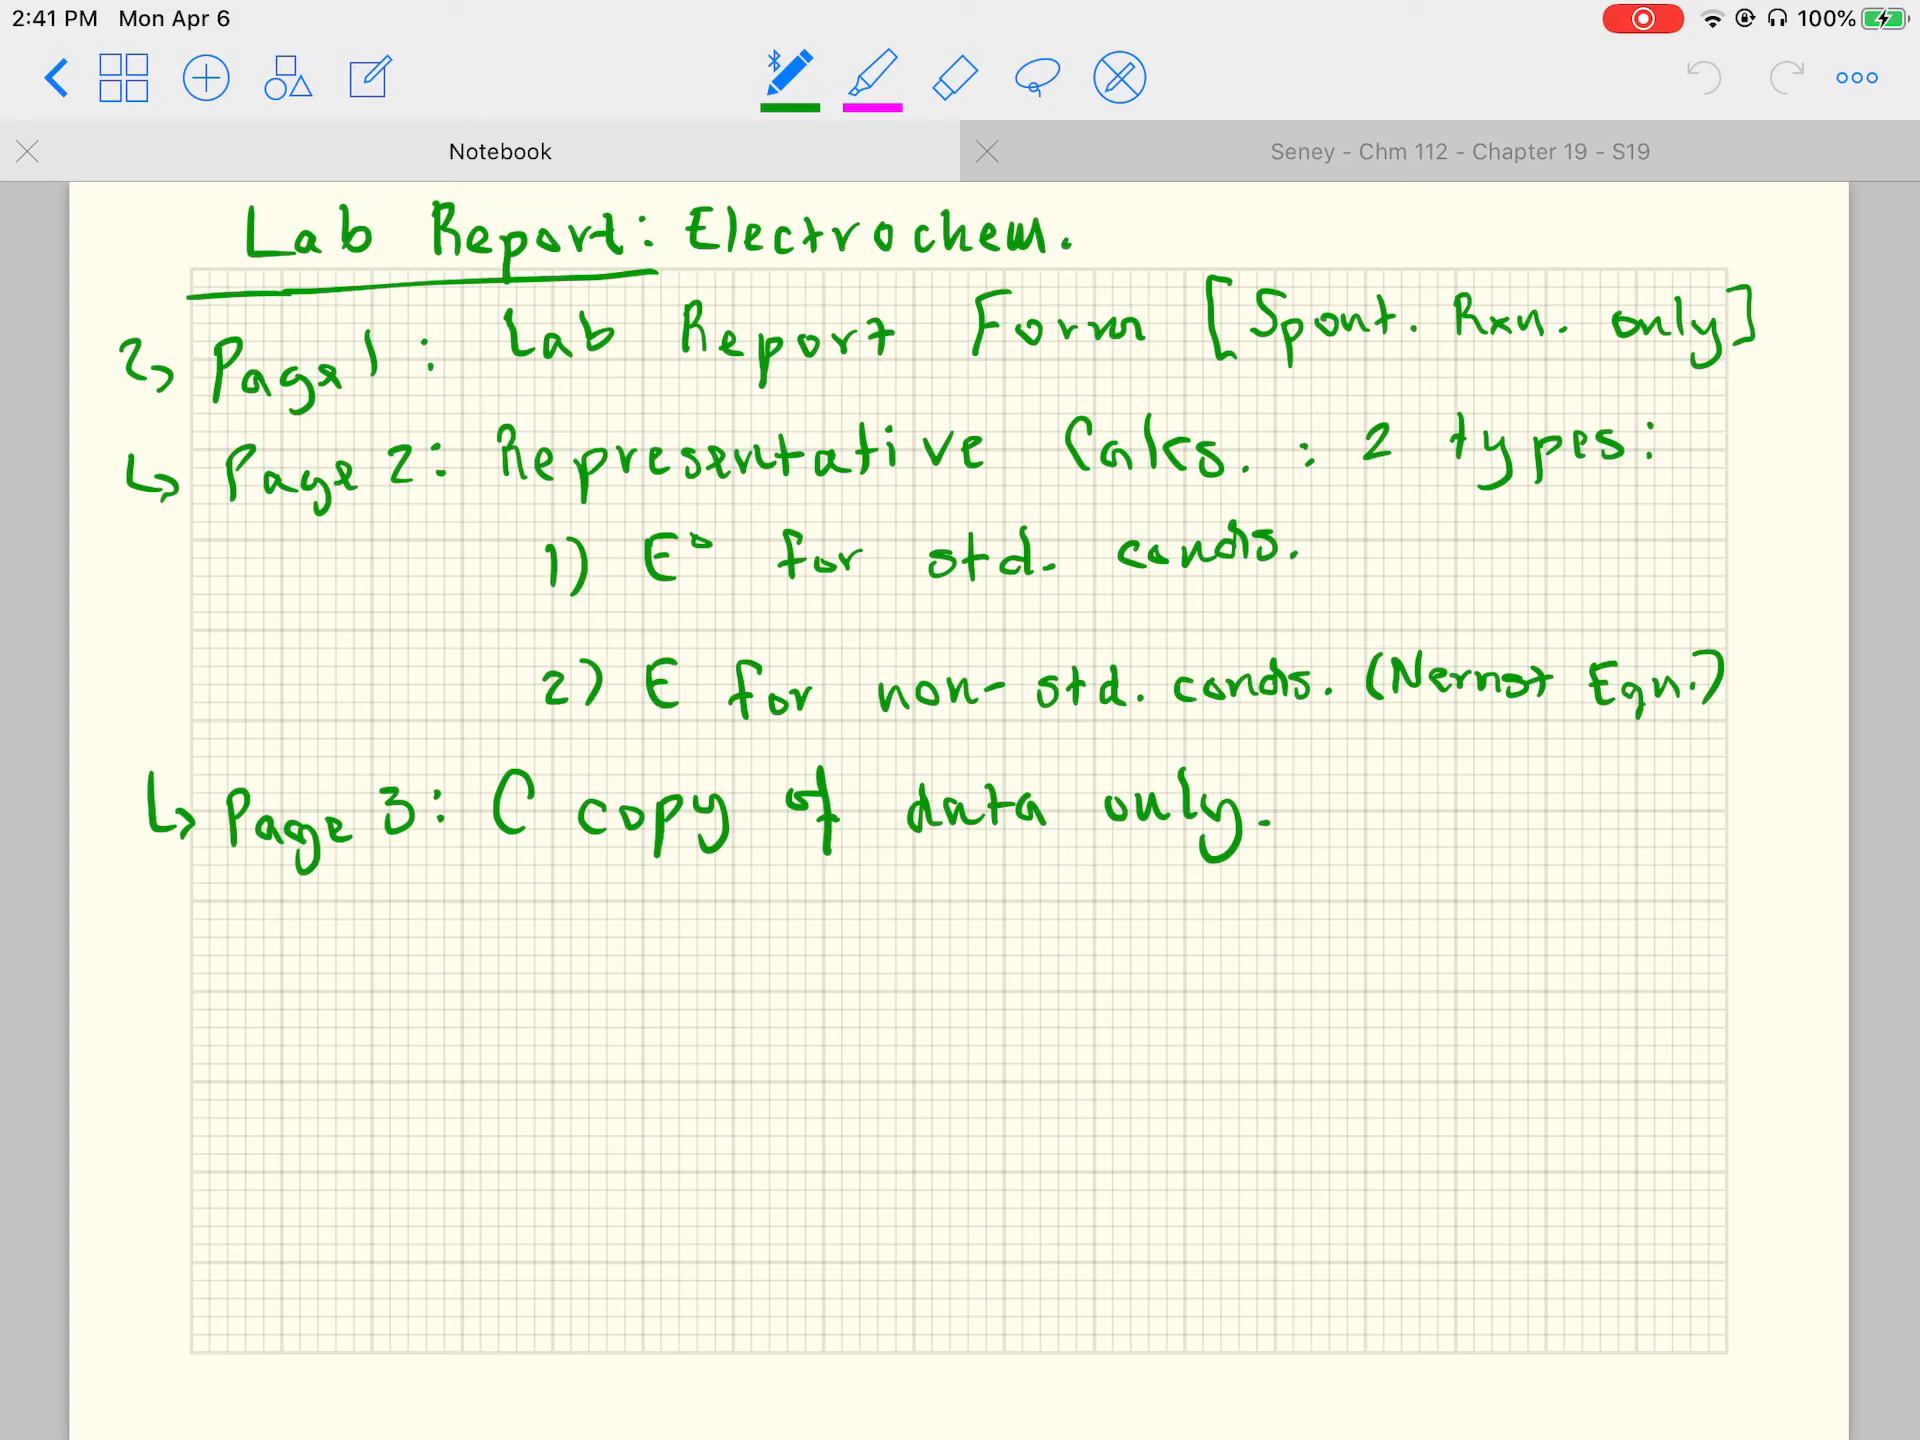 2:41 PM Mon Apr 6 100%
Notebook Seney - Chm 112 - Chapter 19 - S19
Lab Report: Electrochem.
Page 1: Lab Report Form [Spont. Rxn. only]
Page 2: Representative Calcs. : 2 types:
1) E° for std. conds.
2) E for non-std. conds. (Nernst Eqn.)
Page 3: C copy of data only.